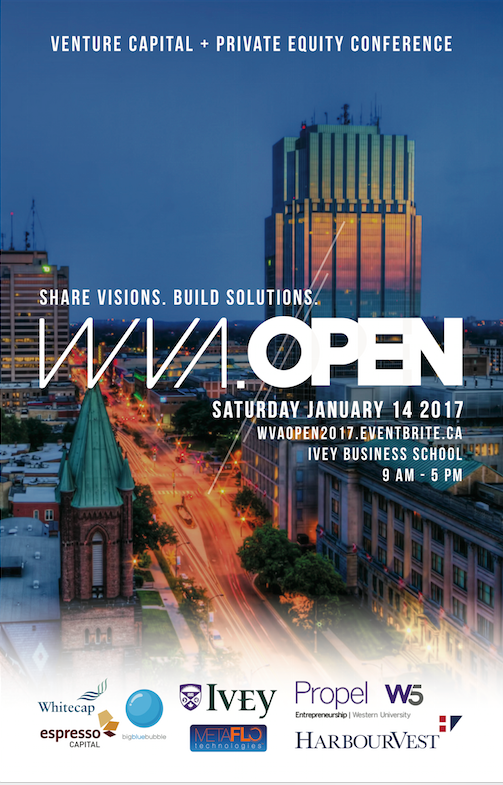 VENTURE CAPITAL + PRIVATE EQUITY CONFERENCE
SHARE VISIONS. BUILD SOLUTIONS.
WVA.OPEN
SATURDAY JANUARY 14 2017
WVAOPEN2017.EVENTBRITE.CA
IVEY BUSINESS SCHOOL
9 AM - 5 PM
Whitecap
espresso
CAPITAL
bigbluebubble
IVEY
METAFLO
technologies
Propel
Entrepreneurship | Western University
W5
HARBOURVEST